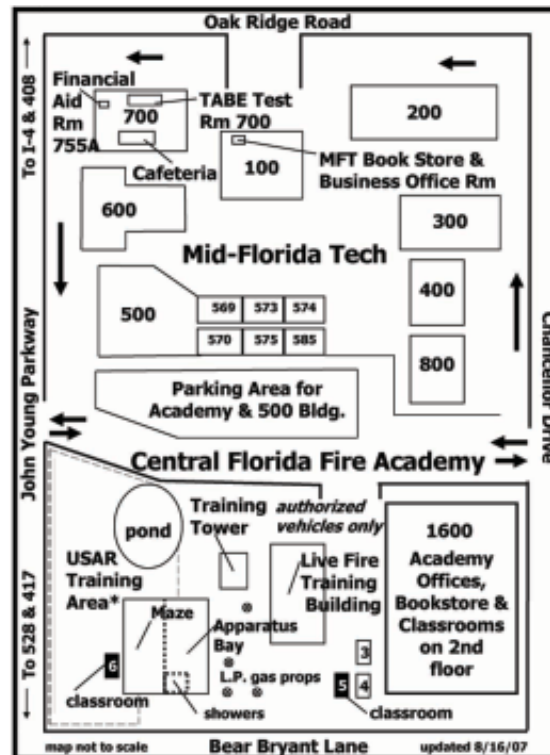 Oak Ridge Road
To I-4 & 408
Financial
Aid
Rm
755A
700
TABE Test
Rm 700
Cafeteria
200
100
MFT Book Store &
Business Office Rm
600
300
Mid-Florida Tech
400
500
569 573 574
570 575 585
800
Parking Area for
Academy & 500 Bldg.
John Young Parkway
Chancellor Drive
Central Florida Fire Academy
pond
Training
Tower
authorized
vehicles only
1600
Academy
Offices,
Bookstore &
Classrooms
on 2nd
floor
USAR
Training
Area*
Live Fire
Training
Building
Maze
Apparatus
Bay
To 528 & 417
6
classroom
L.P. gas props
showers
3
5
4
classroom
map not to scale
Bear Bryant Lane
updated 8/16/07